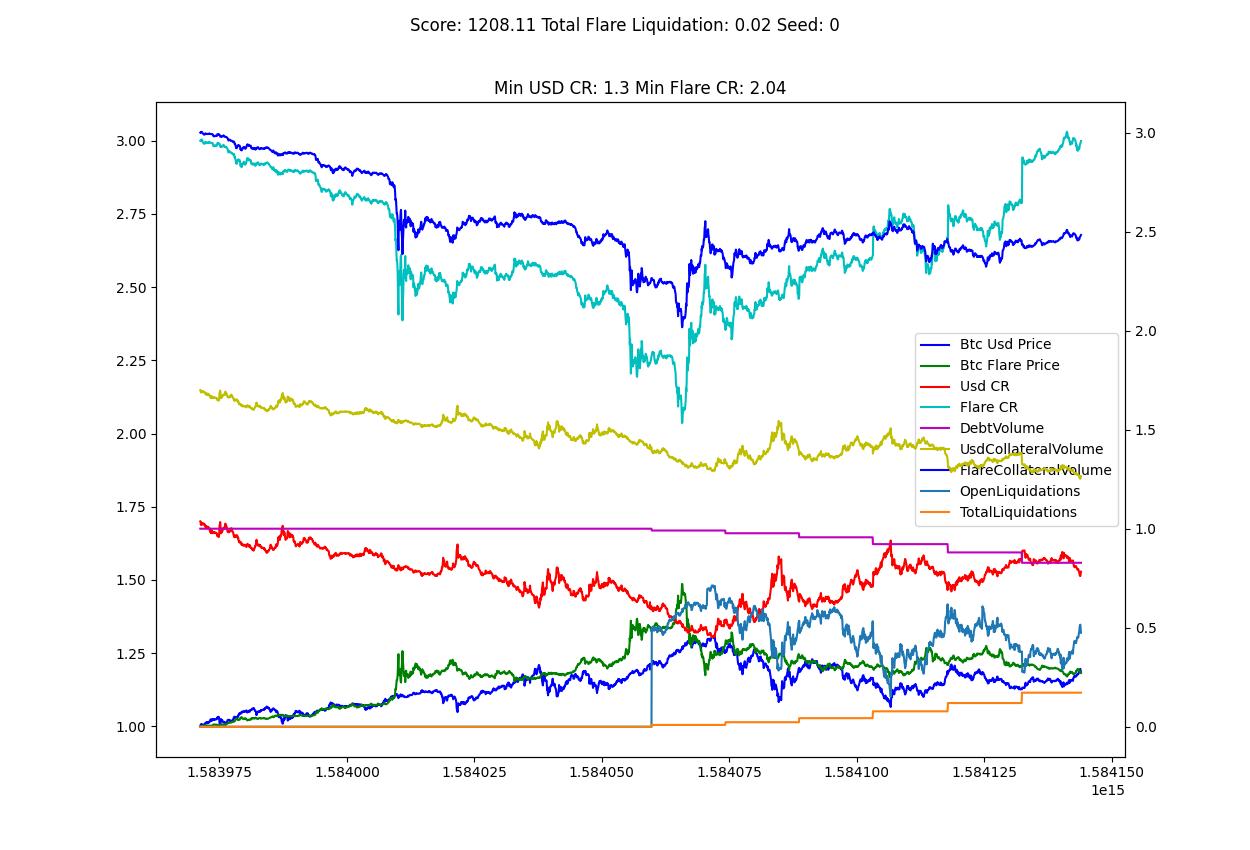 Score: 1208.11 Total Flare Liquidation: 0.02 Seed: 0
Min USD CR: 1.3 Min Flare CR: 2.04
3.00
2.75
2.50
2.25
2.00
1.75
1.50
1.25
1.00
3.0
2.5
2.0
1.5
1.0
0.5
0.0
Btc Usd Price
Btc Flare Price
Usd CR
Flare CR
DebtVolume
UsdCollateralVolume
FlareCollateralVolume
OpenLiquidations
TotalLiquidations
1.583975 1.584000 1.584025 1.584050 1.584075 1.584100 1.584125 1.584150
1e15